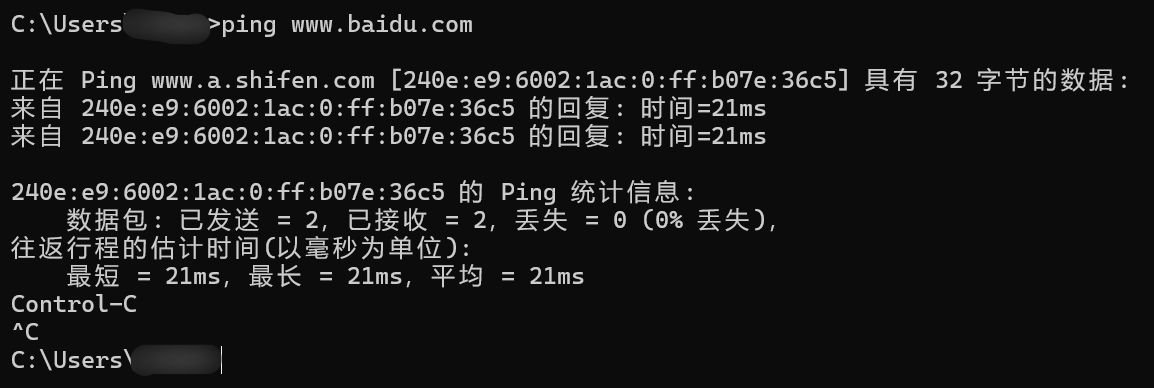 C:\Users >ping www.baidu.com
正在 Ping www.a.shifen.com [240e:e9:6002:1ac:0:ff:b07e:36c5] 具有 32 字节的数据:
来自 240e:e9:6002:1ac:0:ff:b07e:36c5 的回复: 时间=21ms
来自 240e:e9:6002:1ac:0:ff:b07e:36c5 的回复: 时间=21ms
240e:e9:6002:1ac:0:ff:b07e:36c5 的 Ping 统计信息:
    数据包: 已发送 = 2, 已接收 = 2, 丢失 = 0 (0% 丢失),
往返行程的估计时间(以毫秒为单位):
    最短 = 21ms, 最长 = 21ms, 平均 = 21ms
Control-C
^C
C:\Users\